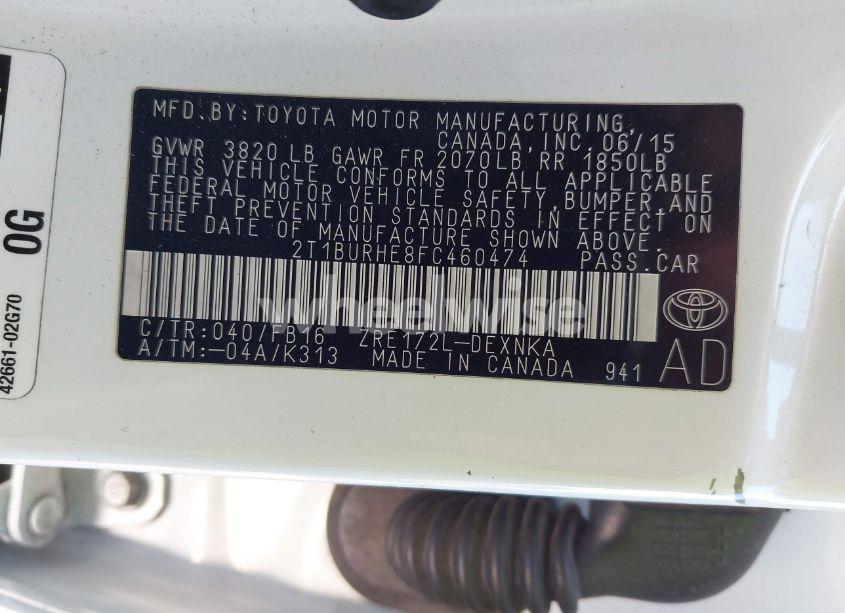 MFD. BY: TOYOTA MOTOR MANUFACTURING,
CANADA, INC. 06/15
GVWR 3820 LB GAWR FR 2070LB RR 1850LB
THIS VEHICLE CONFORMS TO ALL APPLICABLE
FEDERAL MOTOR VEHICLE SAFETY, BUMPER, AND
THEFT PREVENTION STANDARDS IN EFFECT ON
THE DATE OF MANUFACTURE SHOWN ABOVE.
2T1BURHE8FC460474 PASS. CAR
wheelwise
C/TR: 040/FB16 ZRE172L-DEXNKA
A/TM: -04A/K313 MADE IN CANADA 941 AD
0G
42661-02G70